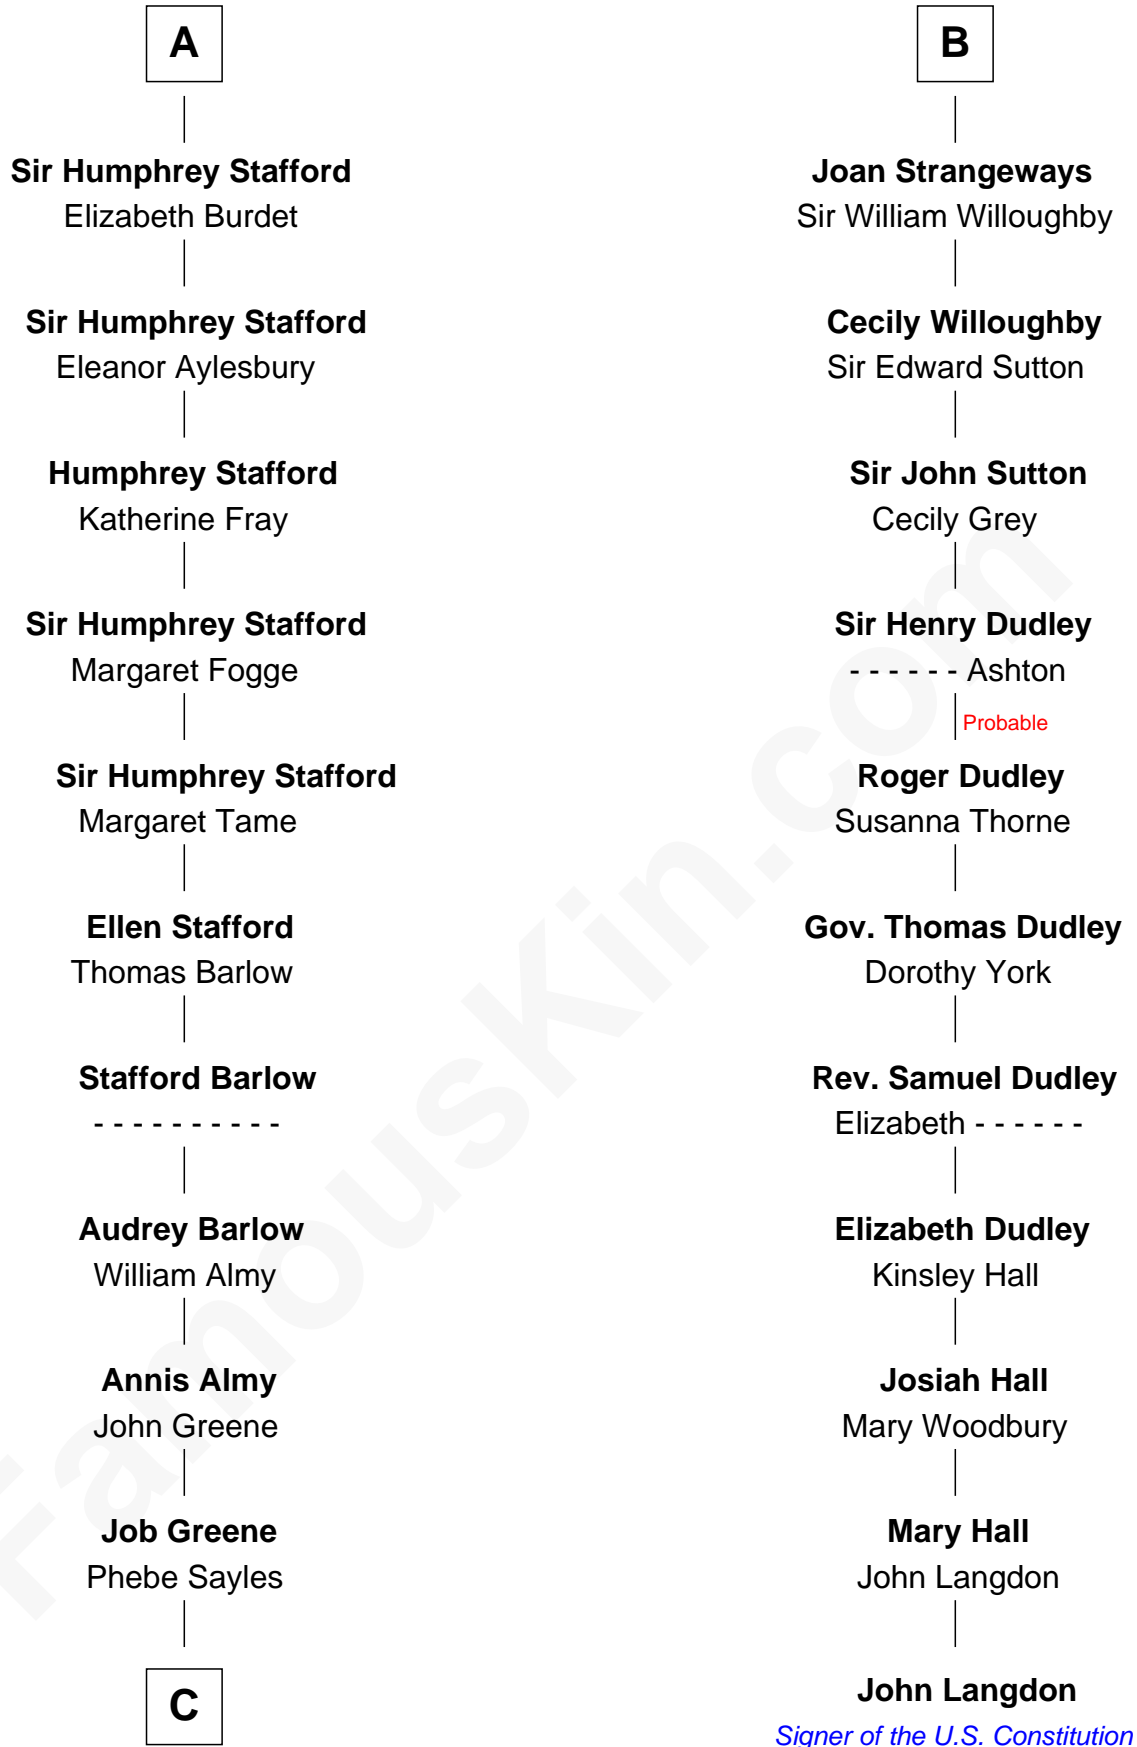 A
Sir Humphrey Stafford
Elizabeth Burdet
Sir Humphrey Stafford
Eleanor Aylesbury
Humphrey Stafford
Katherine Fray
Sir Humphrey Stafford
Margaret Fogge
Sir Humphrey Stafford
Margaret Tame
Ellen Stafford
Thomas Barlow
Stafford Barlow
- - - - - - - - - -
Audrey Barlow
William Almy
Annis Almy
John Greene
Job Greene
Phebe Sayles
C
B
Joan Strangeways
Sir William Willoughby
Cecily Willoughby
Sir Edward Sutton
Sir John Sutton
Cecily Grey
Sir Henry Dudley
- - - - - - Ashton
Probable
Roger Dudley
Susanna Thorne
Gov. Thomas Dudley
Dorothy York
Rev. Samuel Dudley
Elizabeth - - - - - -
Elizabeth Dudley
Kinsley Hall
Josiah Hall
Mary Woodbury
Mary Hall
John Langdon
John Langdon
Signer of the U.S. Constitution
FamousKin.com